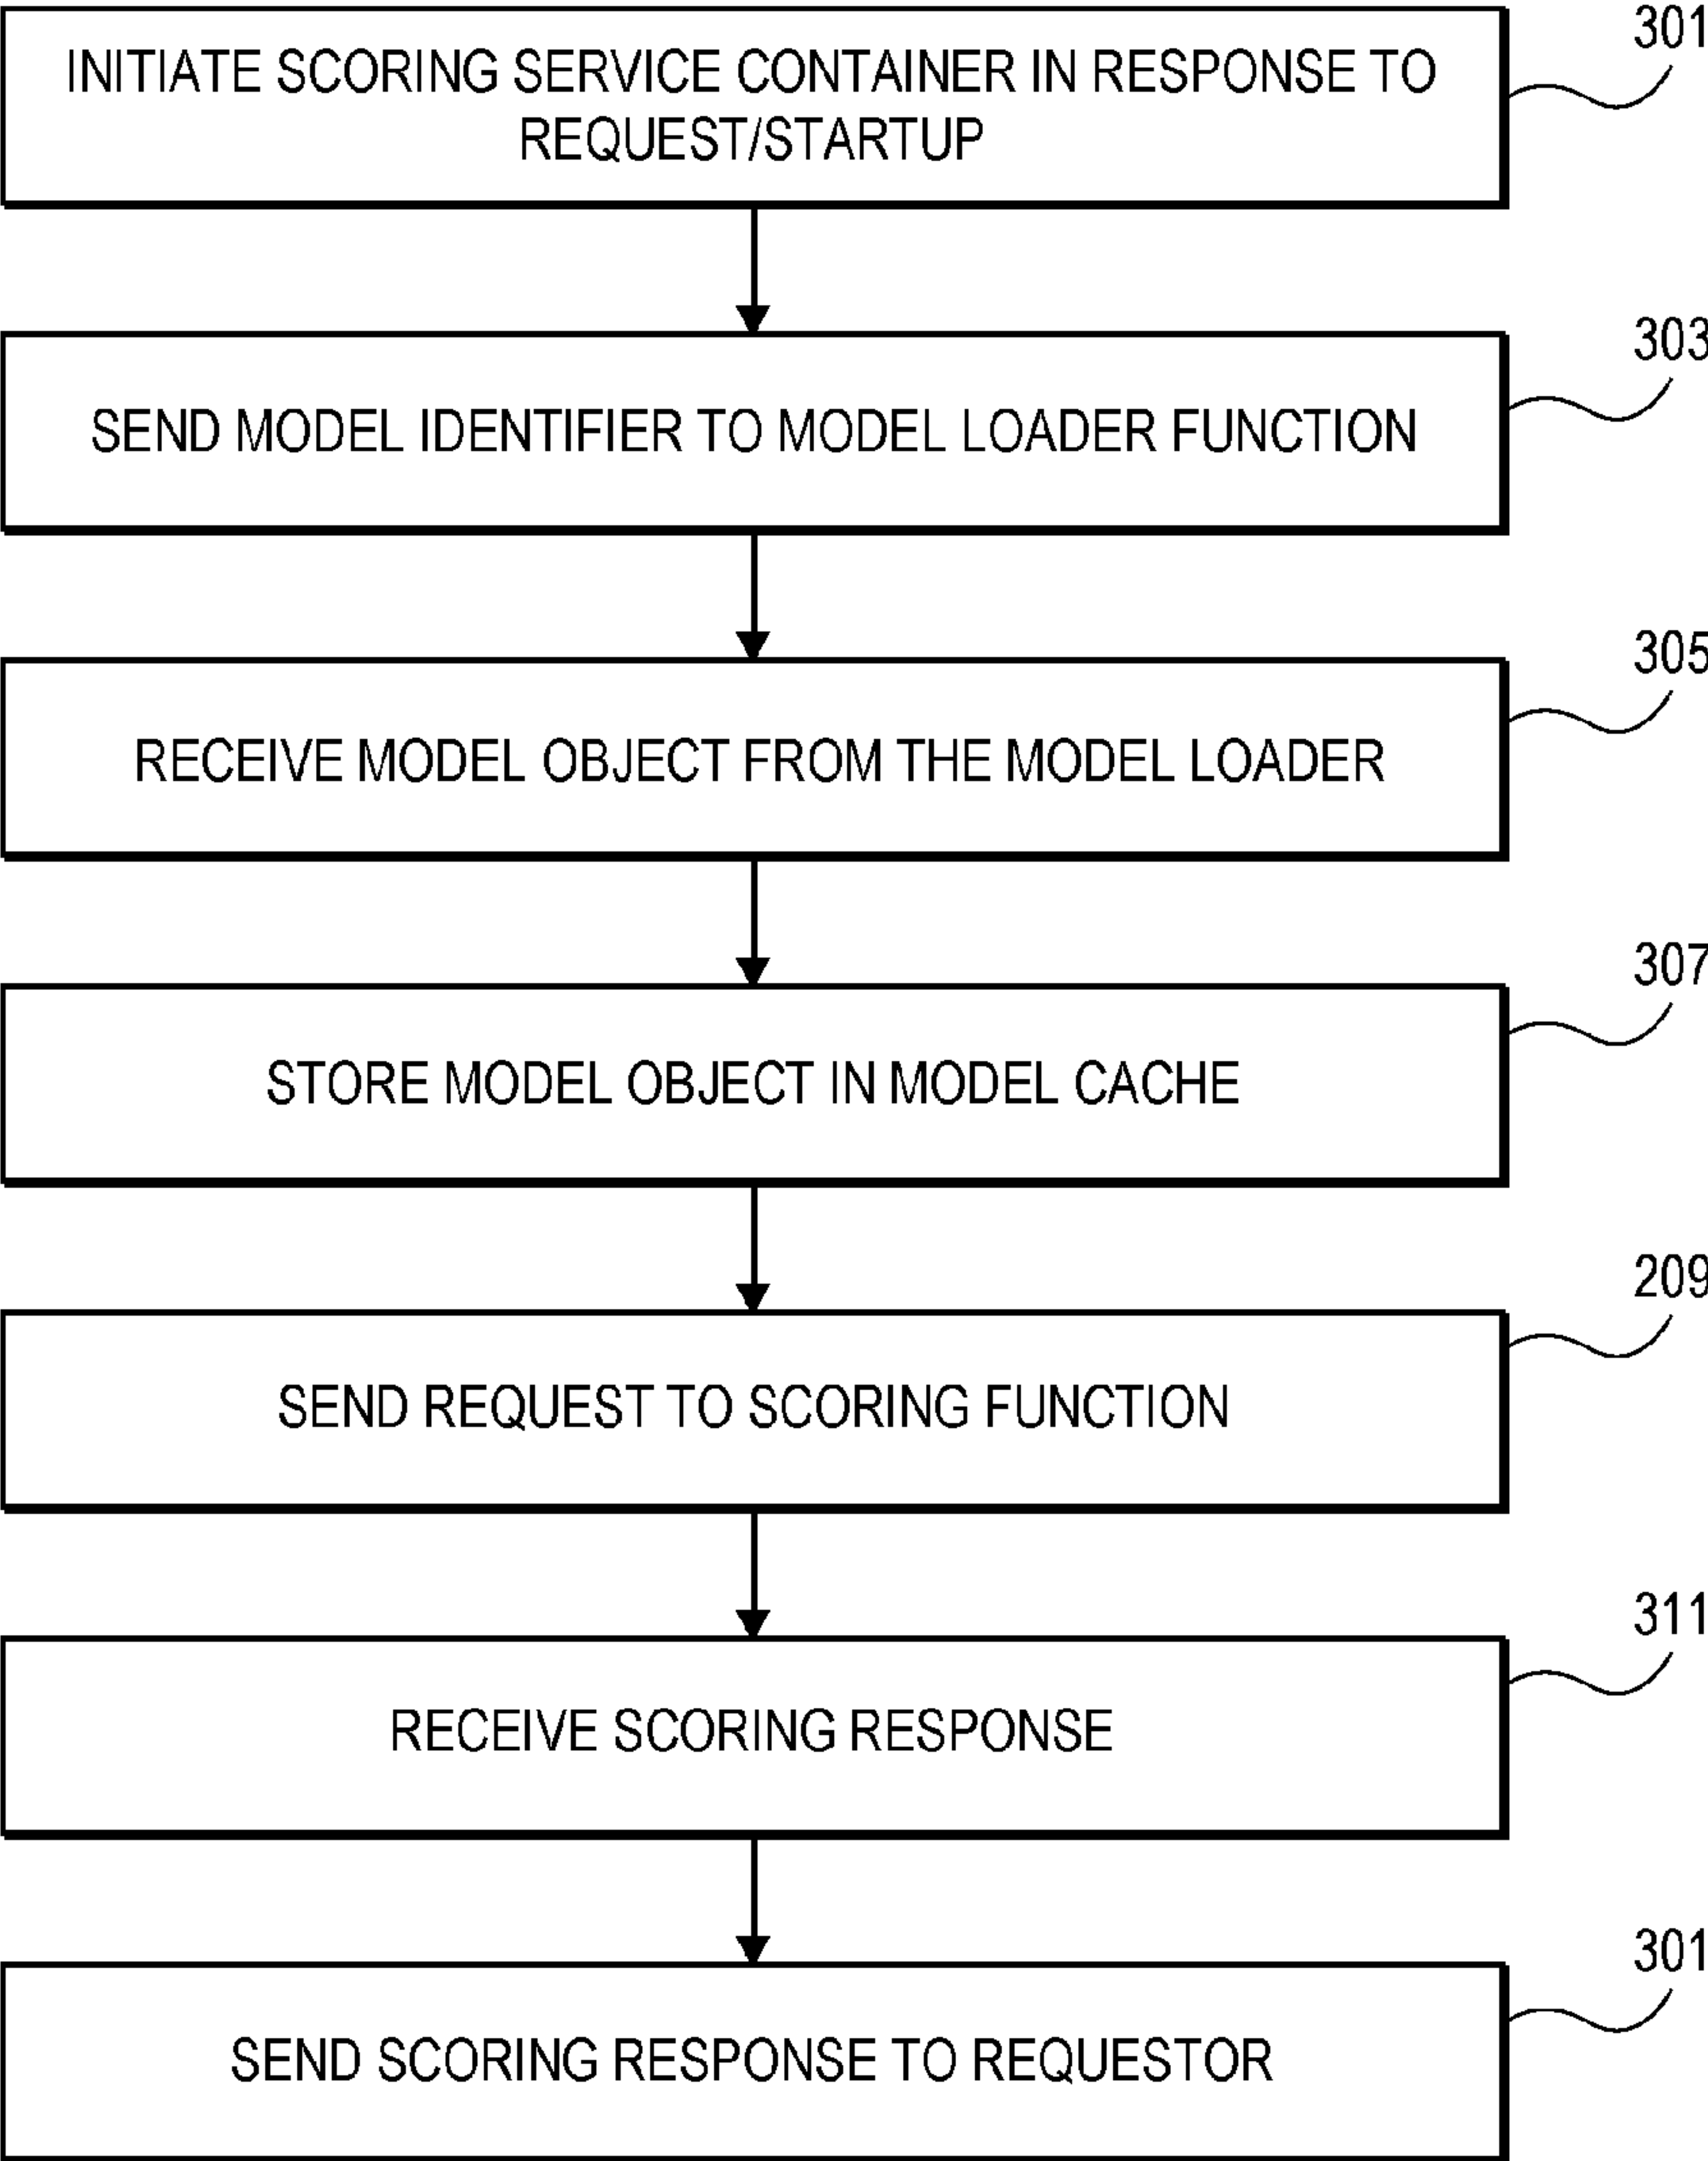 301
INITIATE SCORING SERVICE CONTAINER IN RESPONSE TO
REQUEST/STARTUP
303
SEND MODEL IDENTIFIER TO MODEL LOADER FUNCTION
305
RECEIVE MODEL OBJECT FROM THE MODEL LOADER
307
STORE MODEL OBJECT IN MODEL CACHE
209
SEND REQUEST TO SCORING FUNCTION
311
RECEIVE SCORING RESPONSE
301
SEND SCORING RESPONSE TO REQUESTOR